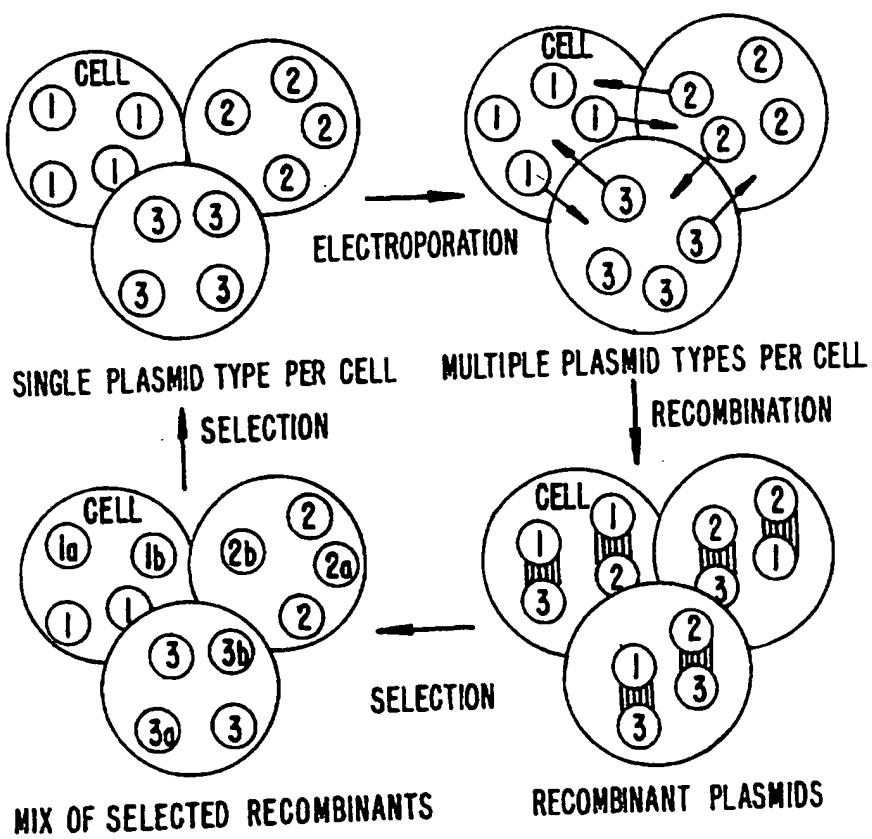 CELL
1 1 1 1
2 2 2 2
3 3 3 3
SINGLE PLASMID TYPE PER CELL
ELECTROPORATION
CELL
1 1 1 1
2 2 2 2
3 3 3 3 3
MULTIPLE PLASMID TYPES PER CELL
RECOMBINATION
CELL
1 3
1 2
2 3
2 1
1 3
2 3
RECOMBINANT PLASMIDS
SELECTION
CELL
1a 1b
1 1
2
2b 2a
2
3 3b
3a 3
MIX OF SELECTED RECOMBINANTS
SELECTION